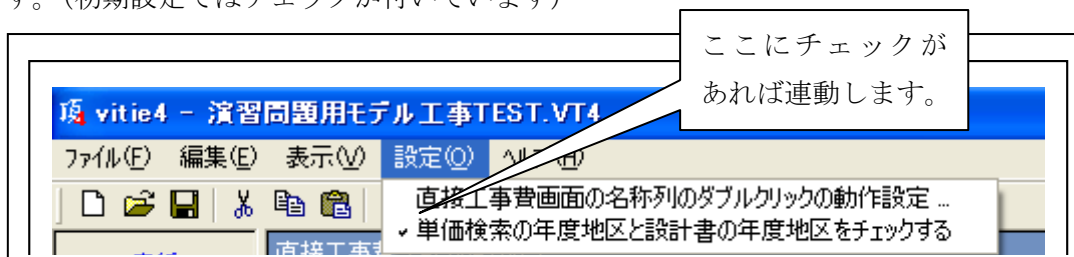 す。（初期設定ではチェックが付いています）
ここにチェックが
あれば連動します。
頂 vitie4 - 演習問題用モデル工事TEST.VT4
ファイル(F) 編集(E) 表示(V) 設定(O) ヘルプ(H)
直接工事費画面の名称列のダブルクリックの動作設定 ...
✓単価検索の年度地区と設計書の年度地区をチェックする
直接工事